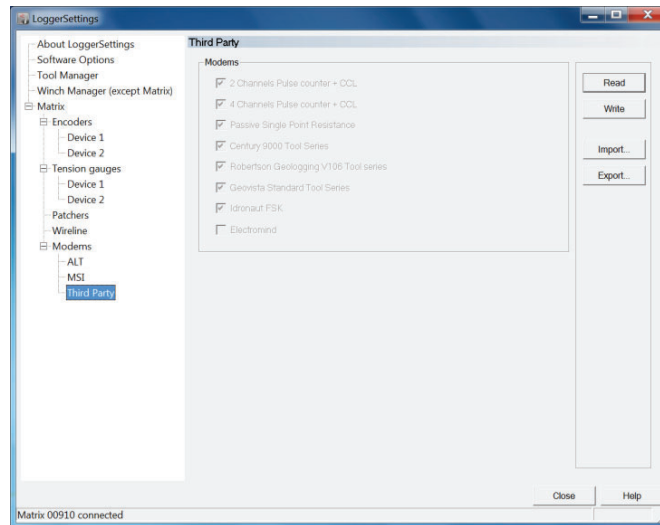 LoggerSettings
About LoggerSettings
Software Options
Tool Manager
Winch Manager (except Matrix)
Matrix
Encoders
Device 1
Device 2
Tension gauges
Device 1
Device 2
Patchers
Wireline
Modems
ALT
MSI
Third Party
Third Party
Modems
2 Channels Pulse counter + CCL
4 Channels Pulse counter + CCL
Passive Single Point Resistance
Century 9000 Tool Series
Robertson Geologging V106 Tool series
Geovista Standard Tool Series
Idronaut FSK
Electromind
Read
Write
Import...
Export...
Close
Help
Matrix 00910 connected